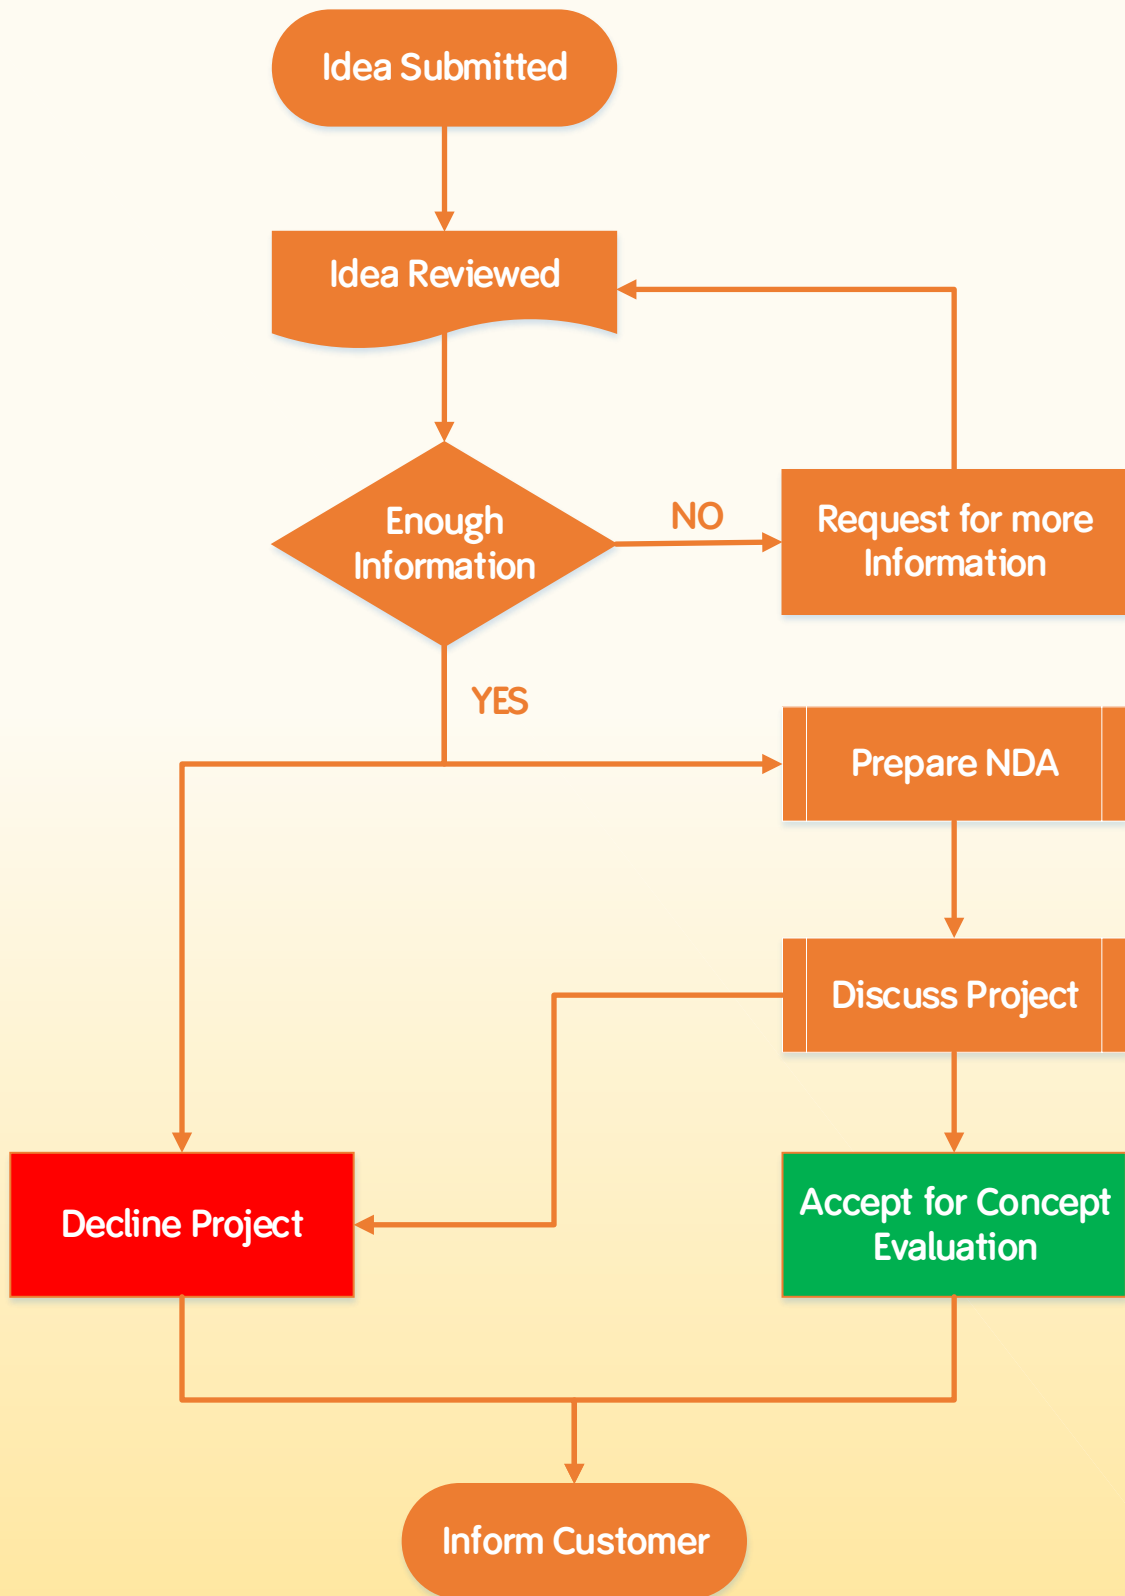 Idea Submitted
Idea Reviewed
Enough
Information
NO
Request for more
Information
YES
Prepare NDA
Discuss Project
Decline Project
Accept for Concept
Evaluation
Inform Customer